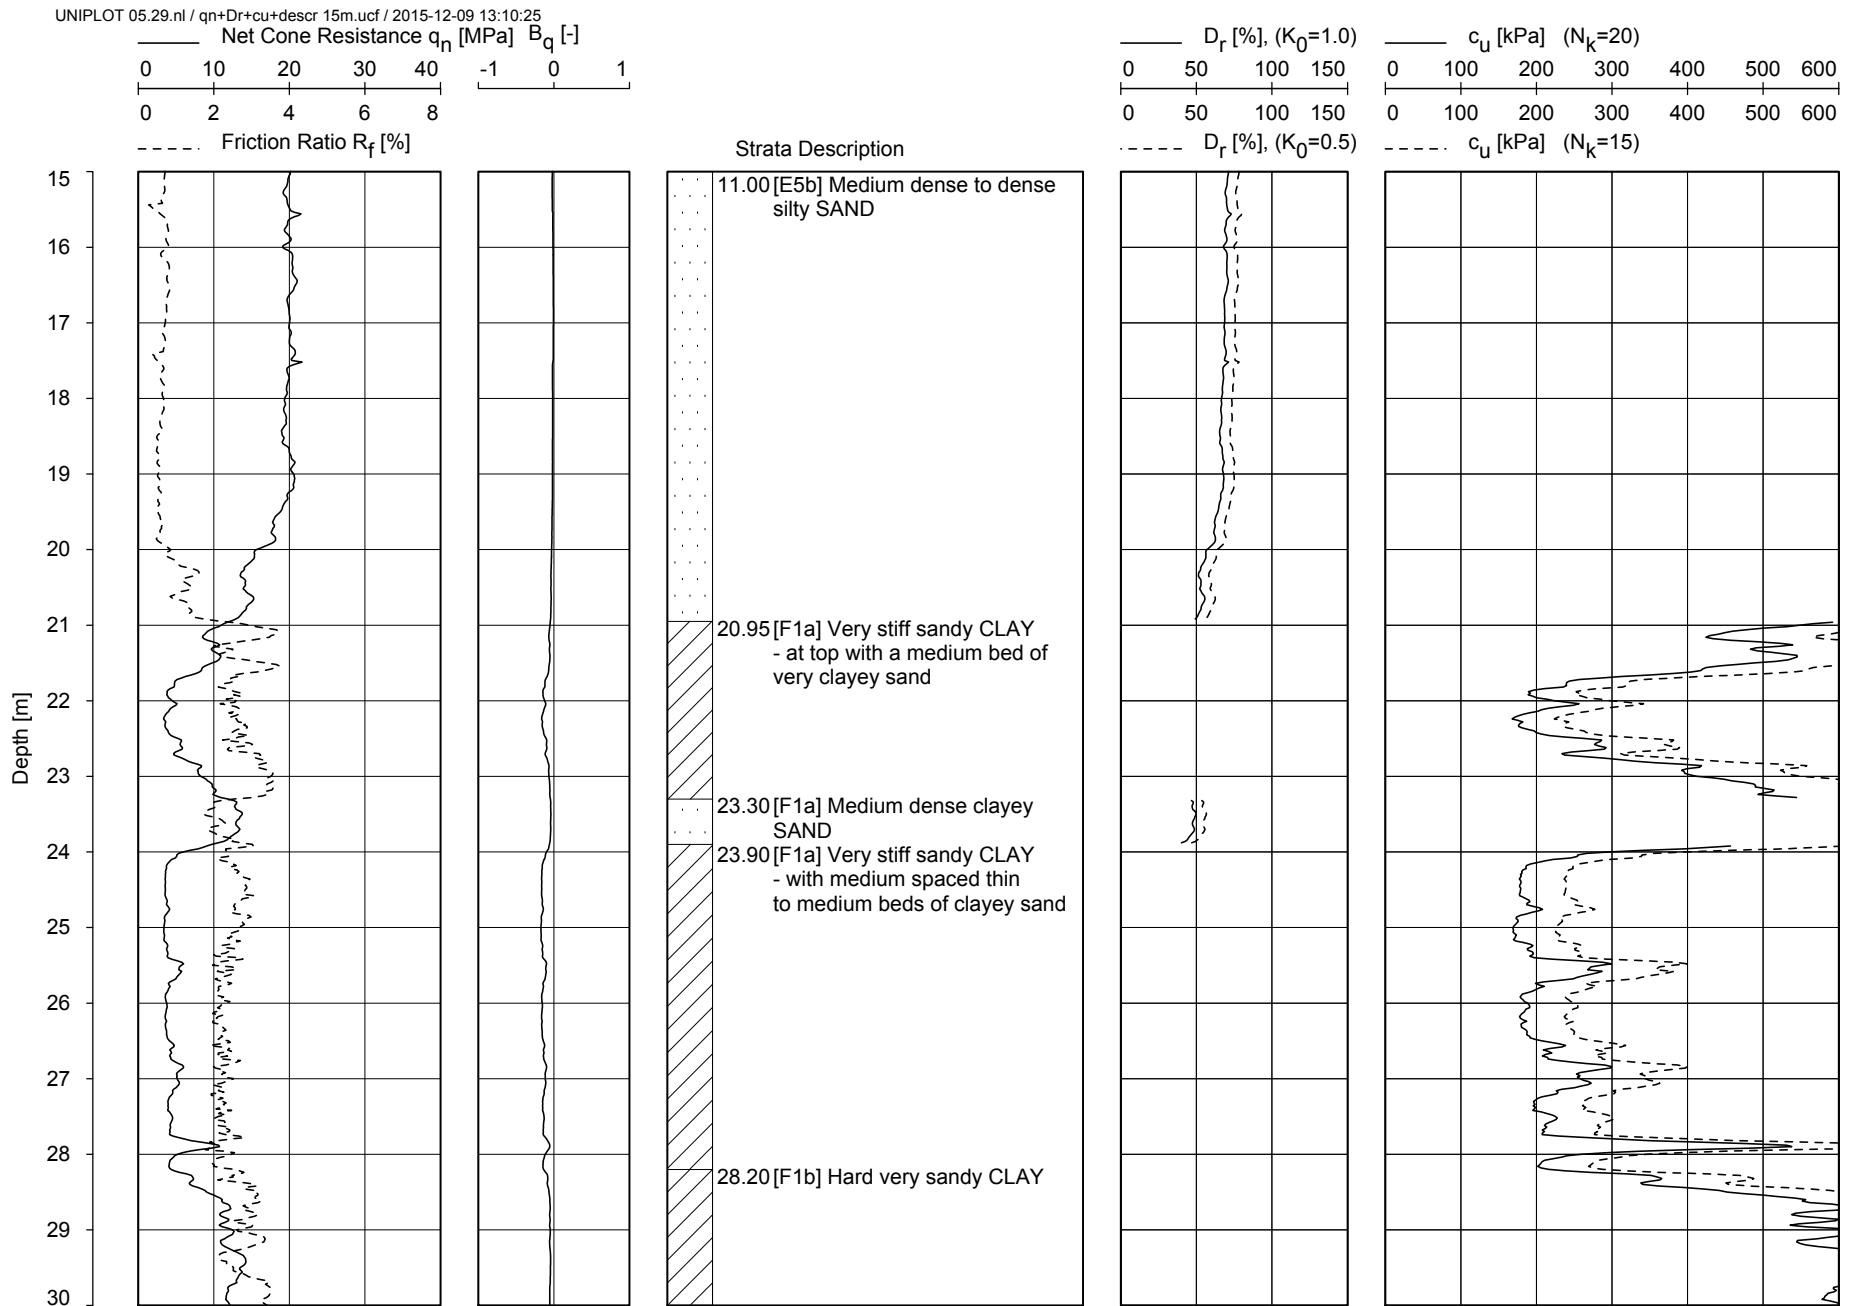 UNIPLOT 05.29.nl / qn+Dr+cu+descr 15m.ucf / 2015-12-09 13:10:25
Net Cone Resistance qn [MPa] Bq [-]
Dr [%], (K0=1.0) cu [kPa] (Nk=20)
0 10 20 30 40 -1 0 1 0 50 100 150 0 100 200 300 400 500 600
0 2 4 6 8 0 50 100 150 0 100 200 300 400 500 600
Friction Ratio Rf [%]
Dr [%], (K0=0.5) cu [kPa] (Nk=15)
Strata Description
Depth [m]
15
16
17
18
19
20
21
22
23
24
25
26
27
28
29
30
11.00 [E5b] Medium dense to dense
silty SAND
20.95 [F1a] Very stiff sandy CLAY
- at top with a medium bed of
very clayey sand
23.30 [F1a] Medium dense clayey
SAND
23.90 [F1a] Very stiff sandy CLAY
- with medium spaced thin
to medium beds of clayey sand
28.20 [F1b] Hard very sandy CLAY